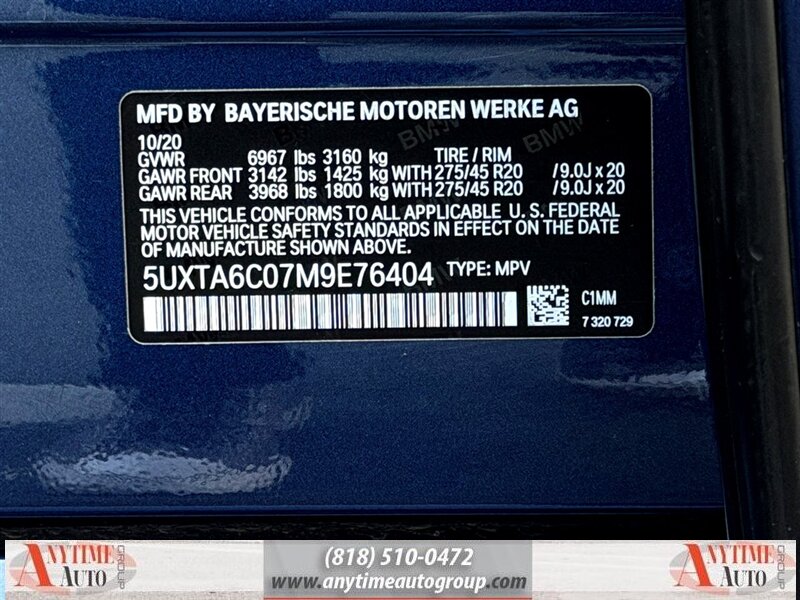 MFD BY BAYERISCHE MOTOREN WERKE AG
10/20
GVWR 6967 lbs 3160 kg TIRE / RIM
GAWR FRONT 3142 lbs 1425 kg WITH 275/45 R20 / 9.0J x 20
GAWR REAR 3968 lbs 1800 kg WITH 275/45 R20 / 9.0J x 20
THIS VEHICLE CONFORMS TO ALL APPLICABLE U. S. FEDERAL
MOTOR VEHICLE SAFETY STANDARDS IN EFFECT ON THE DATE
OF MANUFACTURE SHOWN ABOVE.
5UXTA6C07M9E76404 TYPE: MPV
C1MM
7 320 729
BMW
BMW
ANYTIME AUTO GROUP
(818) 510-0472
www.anytimeautogroup.com
ANYTIME AUTO GROUP